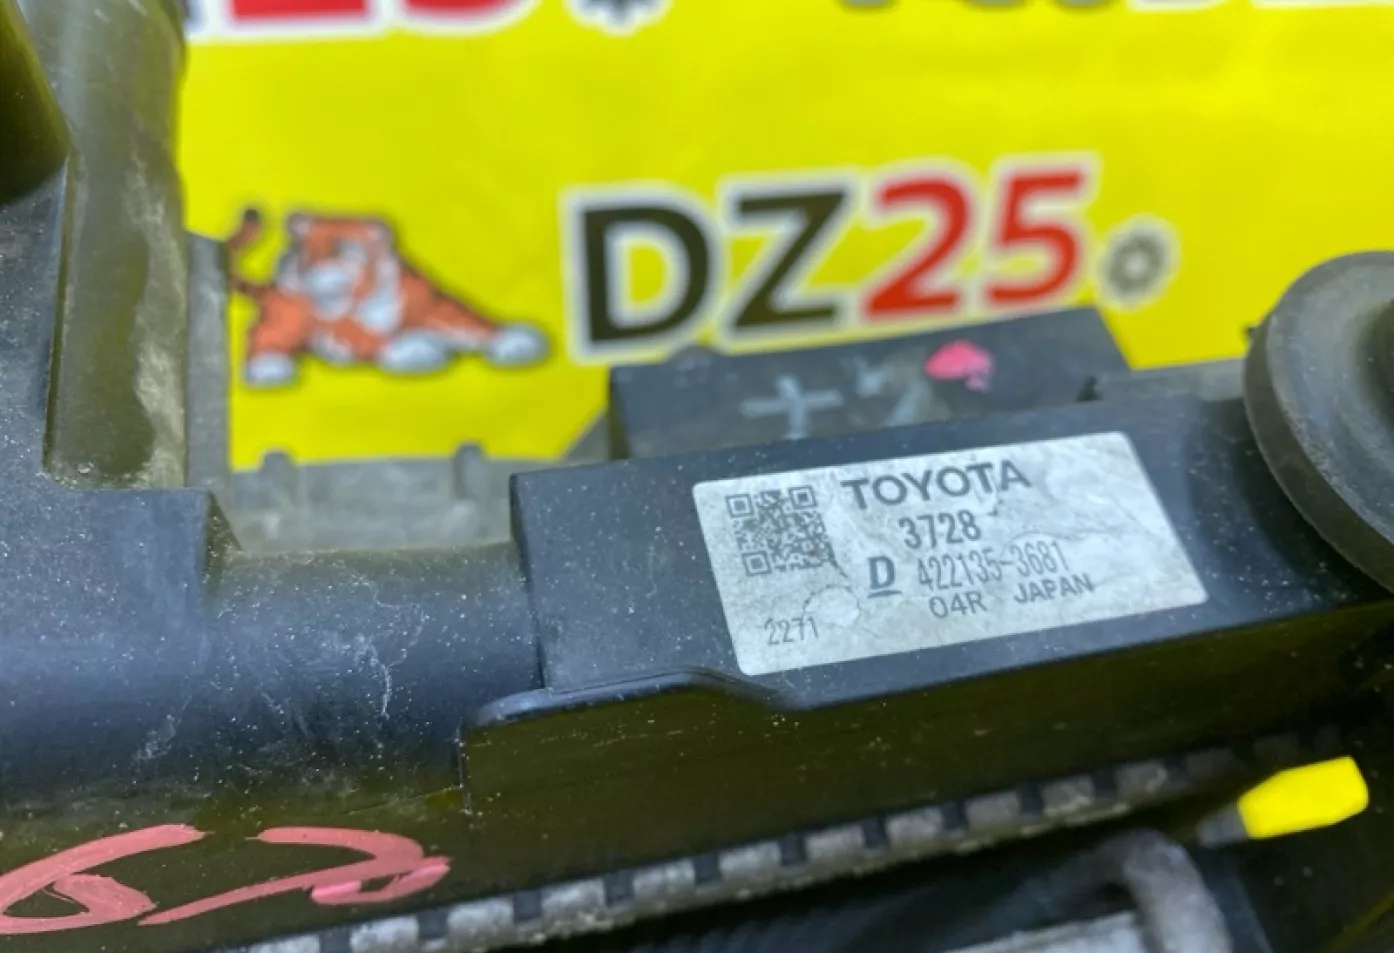 DZ25
TOYOTA
3728
D 422135-3681
04R JAPAN
2271